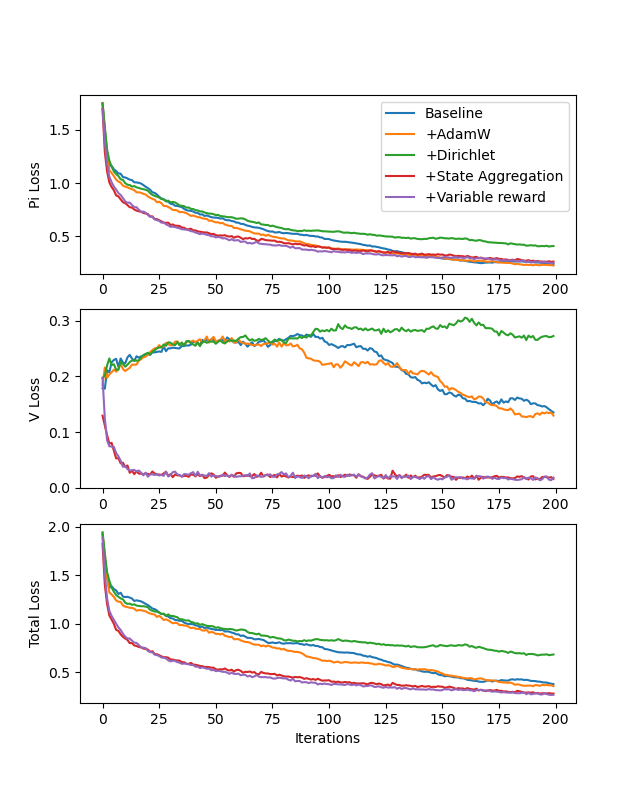 Pi Loss
1.5
1.0
0.5
Baseline
+AdamW
+Dirichlet
+State Aggregation
+Variable reward
0 25 50 75 100 125 150 175 200
V Loss
0.3
0.2
0.1
0.0
0 25 50 75 100 125 150 175 200
Total Loss
2.0
1.5
1.0
0.5
0 25 50 75 100 125 150 175 200
Iterations